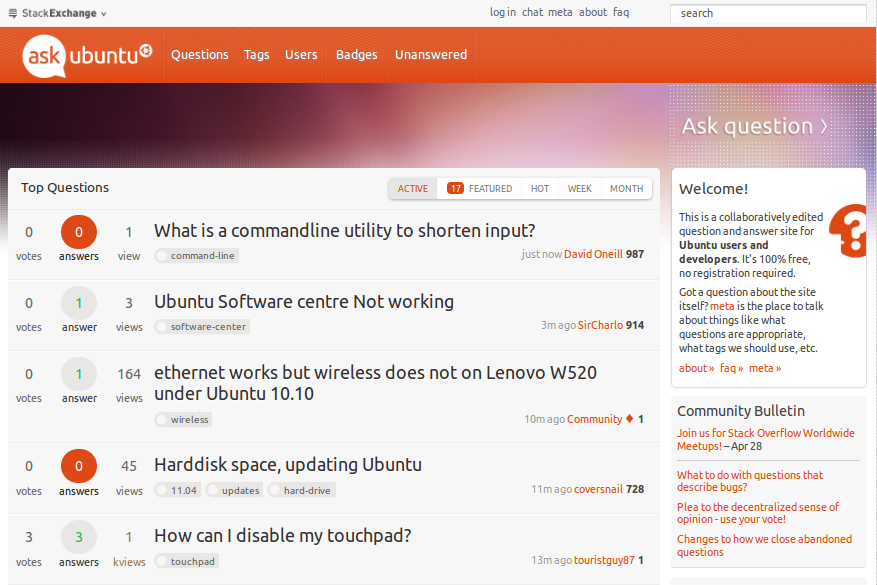 StackExchange
log in chat meta about faq
search
ask ubuntu
Questions Tags Users Badges Unanswered
Ask question 〉
Top Questions
ACTIVE 17 FEATURED HOT WEEK MONTH
0 votes 0 answers 1 view
What is a commandline utility to shorten input?
command-line
just now David Oneill 987
0 votes 1 answer 3 views
Ubuntu Software centre Not working
software-center
3m ago SirCharlo 914
0 votes 1 answer 164 views
ethernet works but wireless does not on Lenovo W520
under Ubuntu 10.10
wireless
10m ago Community ♦ 1
0 votes 0 answers 45 views
Harddisk space, updating Ubuntu
11.04 updates hard-drive
11m ago coversnail 728
3 votes 3 answers 1 kviews
How can I disable my touchpad?
touchpad
13m ago touristguy87 1
Welcome!
This is a collaboratively edited
question and answer site for
Ubuntu users and
developers. It's 100% free,
no registration required.
Got a question about the site
itself? meta is the place to talk
about things like what
questions are appropriate,
what tags we should use, etc.
about » faq » meta »
Community Bulletin
Join us for Stack Overflow Worldwide
Meetups! – Apr 28
What to do with questions that
describe bugs?
Plea to the decentralized sense of
opinion - use your vote!
Changes to how we close abandoned
questions